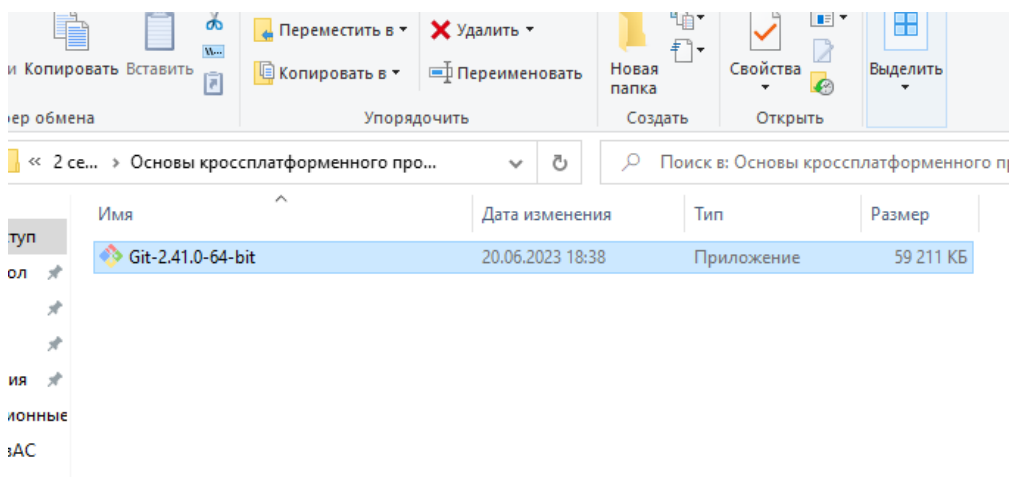 Переместить в Удалить
и Копировать Вставить
Копировать в Переименовать Новая папка Свойства Выделить
ер обмена Упорядочить Создать Открыть
« 2 се... › Основы кроссплатформенного про... Поиск в: Основы кроссплатформенного п
Имя Дата изменения Тип Размер
туп
Git-2.41.0-64-bit 20.06.2023 18:38 Приложение 59 211 КБ
ол
ия
ионные
АС